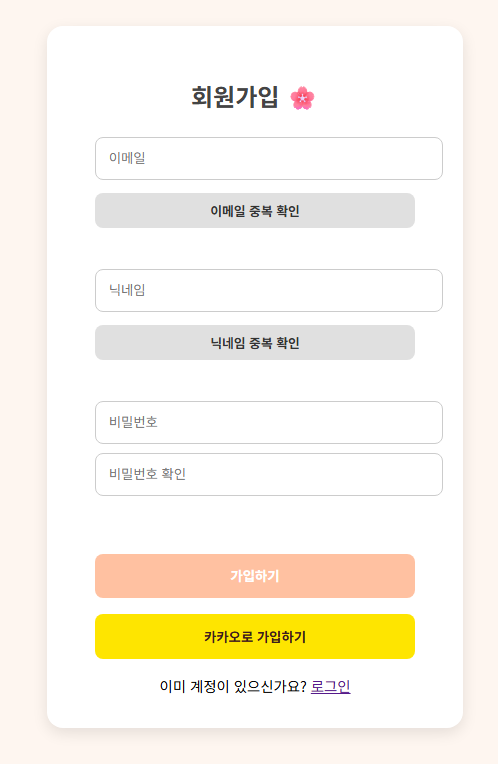 회원가입 🌸
이메일
이메일 중복 확인
닉네임
닉네임 중복 확인
비밀번호
비밀번호 확인
가입하기
카카오로 가입하기
이미 계정이 있으신가요? 로그인